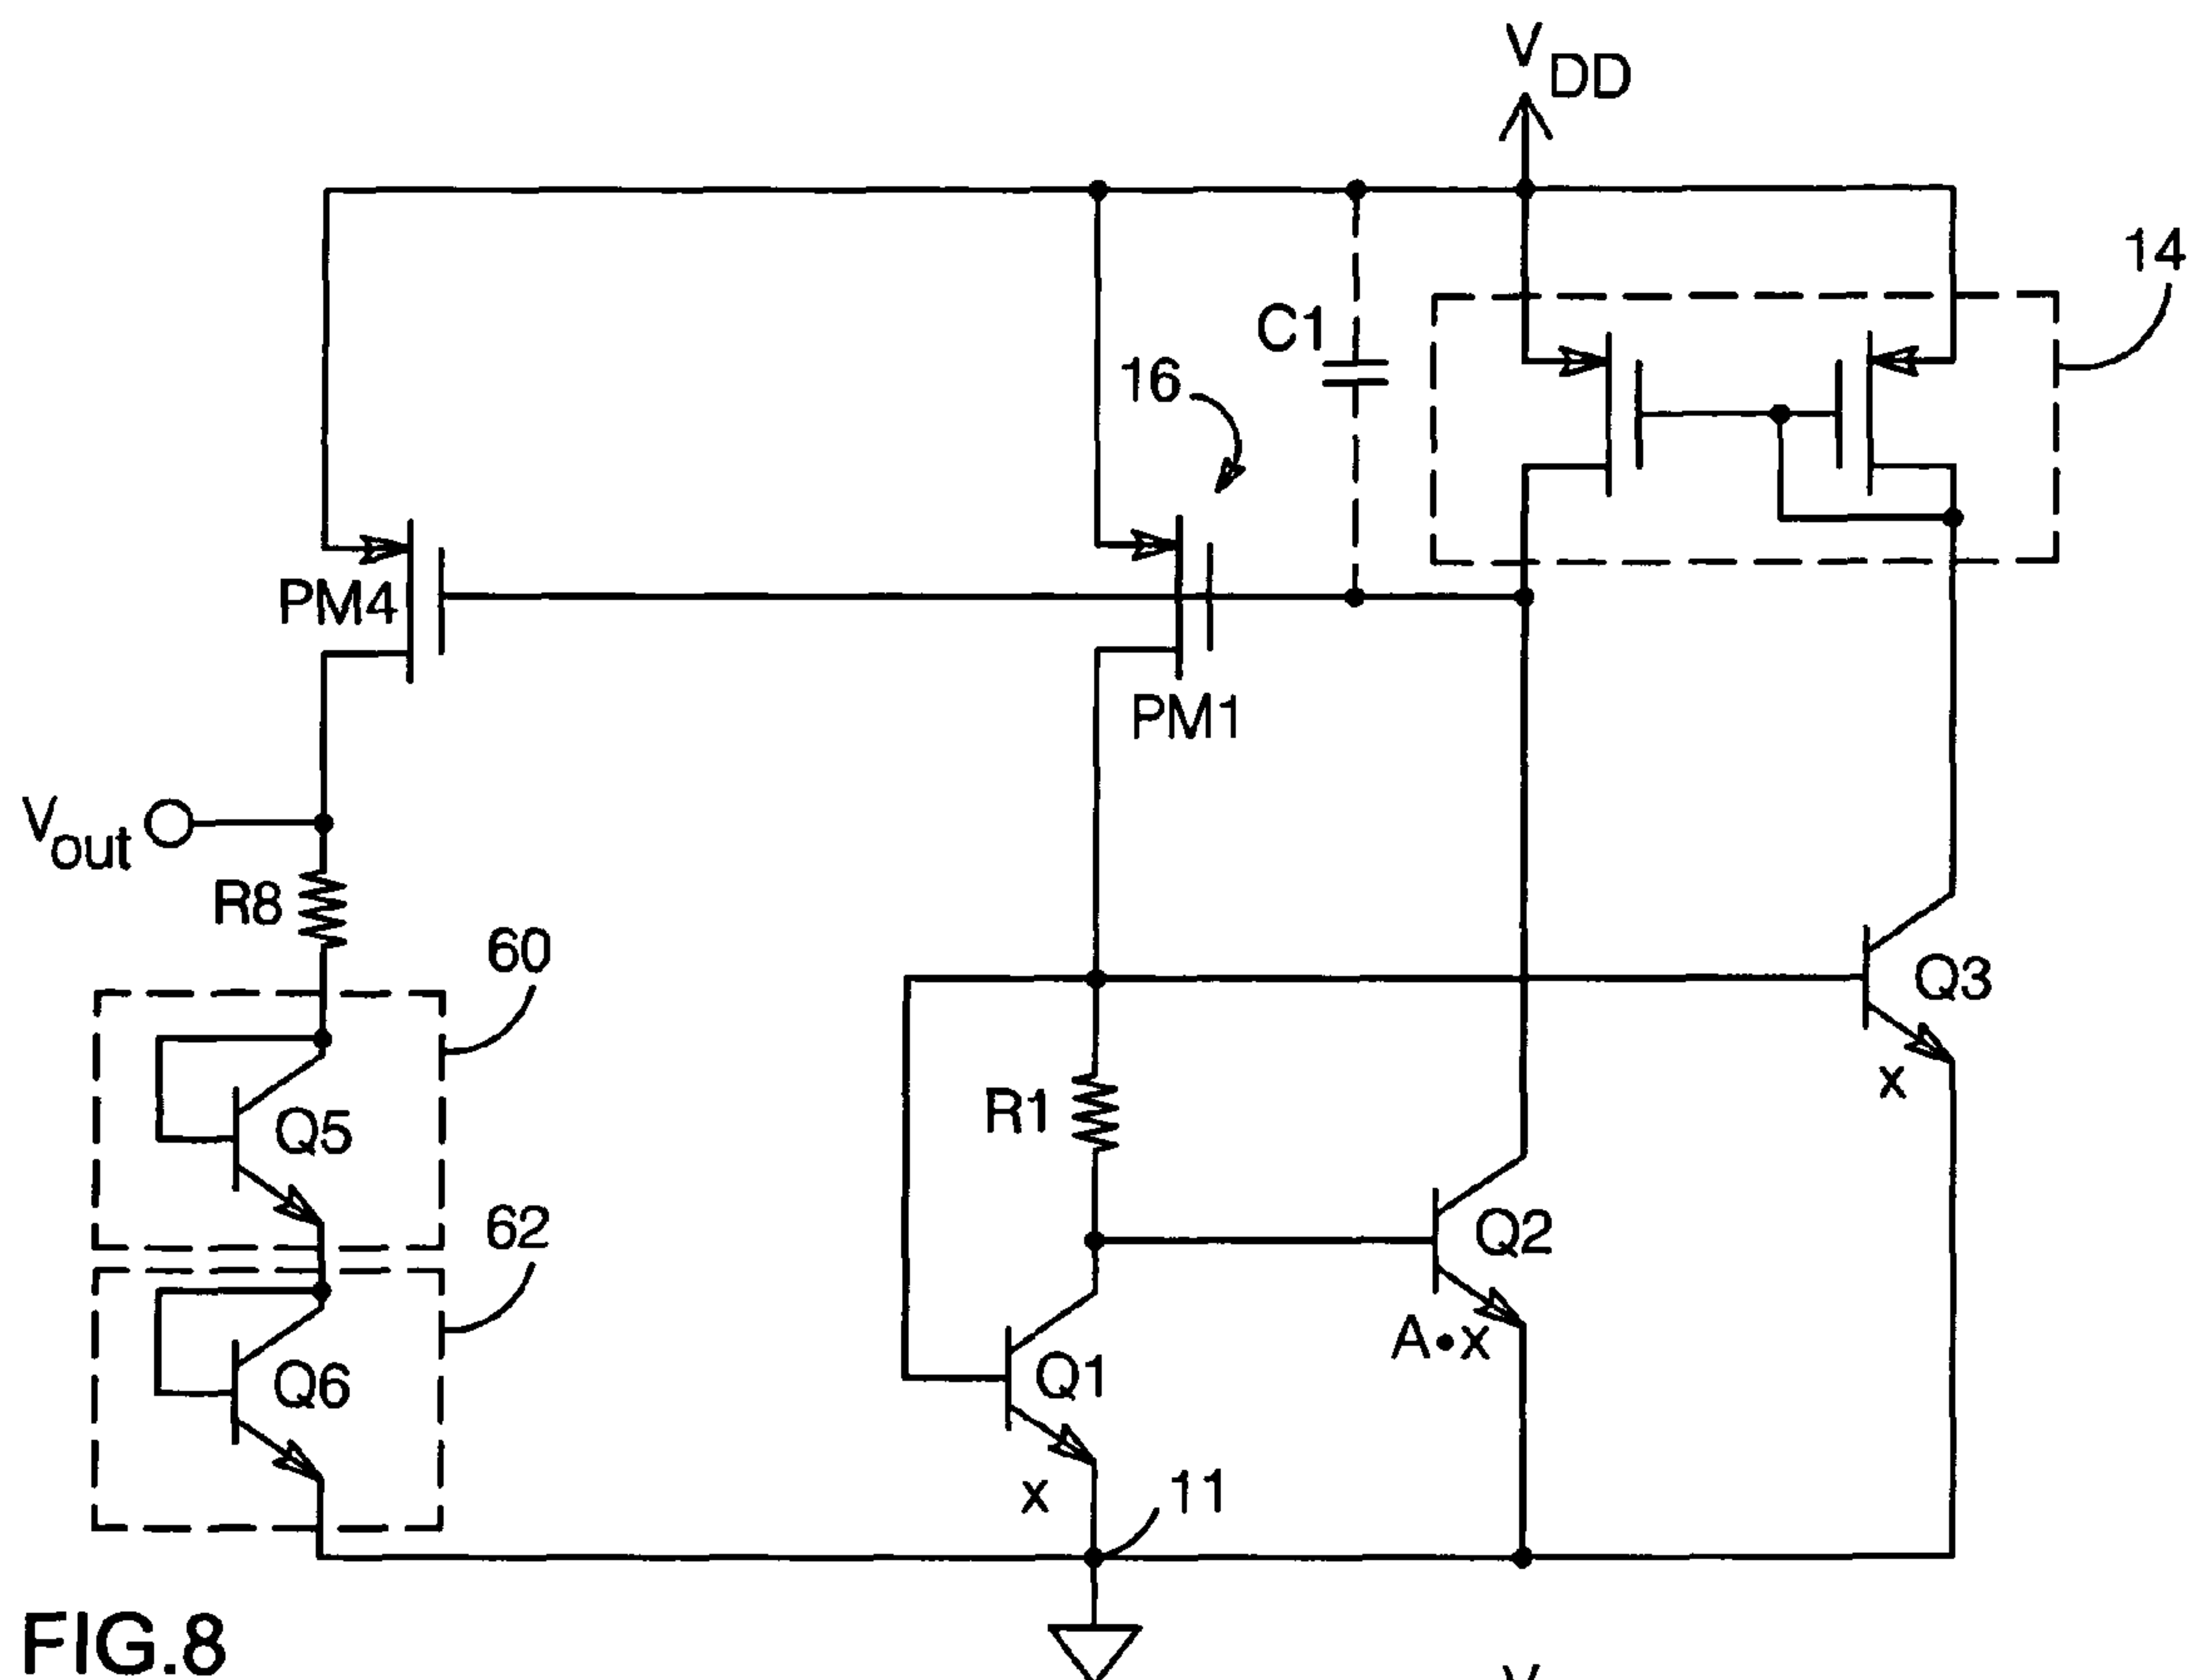 VDD
14
C1
16
PM4
PM1
Vout
R8
60
Q3
x
R1
Q5
62
Q2
A•x
Q6
Q1
x
11
FIG.8
V